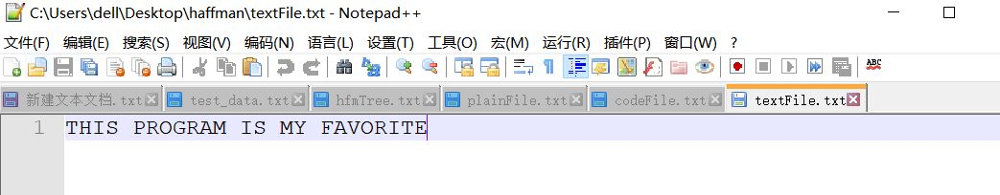 C:\Users\dell\Desktop\haffman\textFile.txt - Notepad++
文件(F) 编辑(E) 搜索(S) 视图(V) 编码(N) 语言(L) 设置(T) 工具(O) 宏(M) 运行(R) 插件(P) 窗口(W) ?
ABC
新建文本文档.txt test_data.txt hfmTree.txt plainFile.txt codeFile.txt textFile.txt
1 THIS PROGRAM IS MY FAVORITE